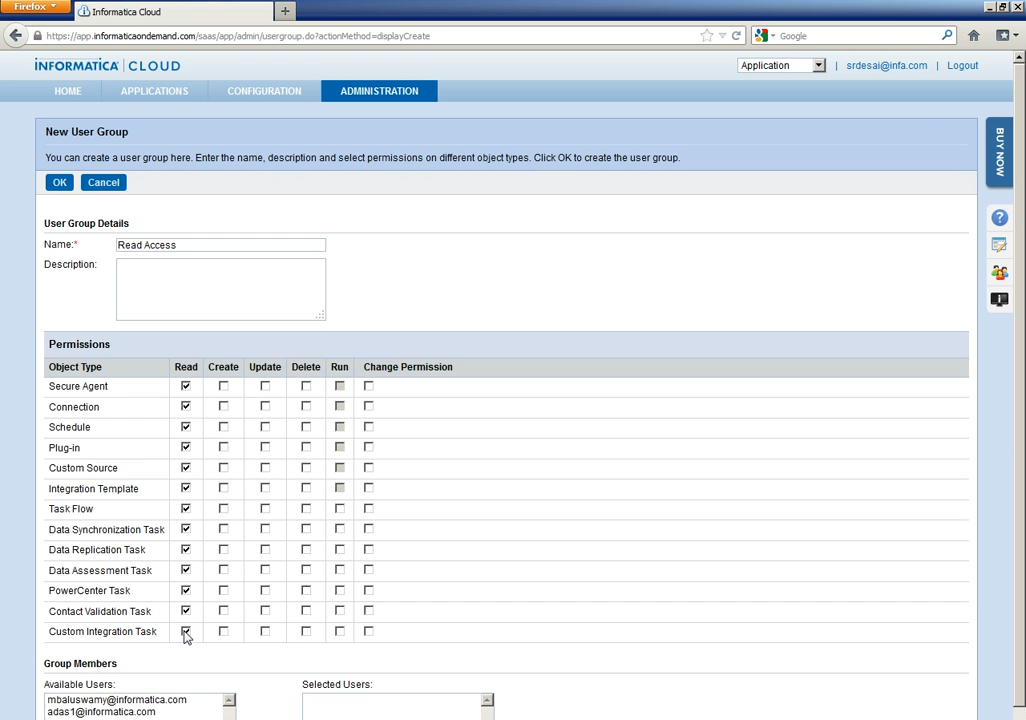 Firefox
Informatica Cloud
https://app.informaticaondemand.com/saas/app/admin/usergroup.do?actionMethod=displayCreate
Google
INFORMATICA | CLOUD
Application | srdesai@infa.com | Logout
HOME APPLICATIONS CONFIGURATION ADMINISTRATION
BUY NOW
New User Group
You can create a user group here. Enter the name, description and select permissions on different object types. Click OK to create the user group.
OK Cancel
User Group Details
Name:* Read Access
Description:
Permissions
Object Type Read Create Update Delete Run Change Permission
Secure Agent
Connection
Schedule
Plug-in
Custom Source
Integration Template
Task Flow
Data Synchronization Task
Data Replication Task
Data Assessment Task
PowerCenter Task
Contact Validation Task
Custom Integration Task
Group Members
Available Users: Selected Users:
mbaluswamy@informatica.com
adas1@informatica.com